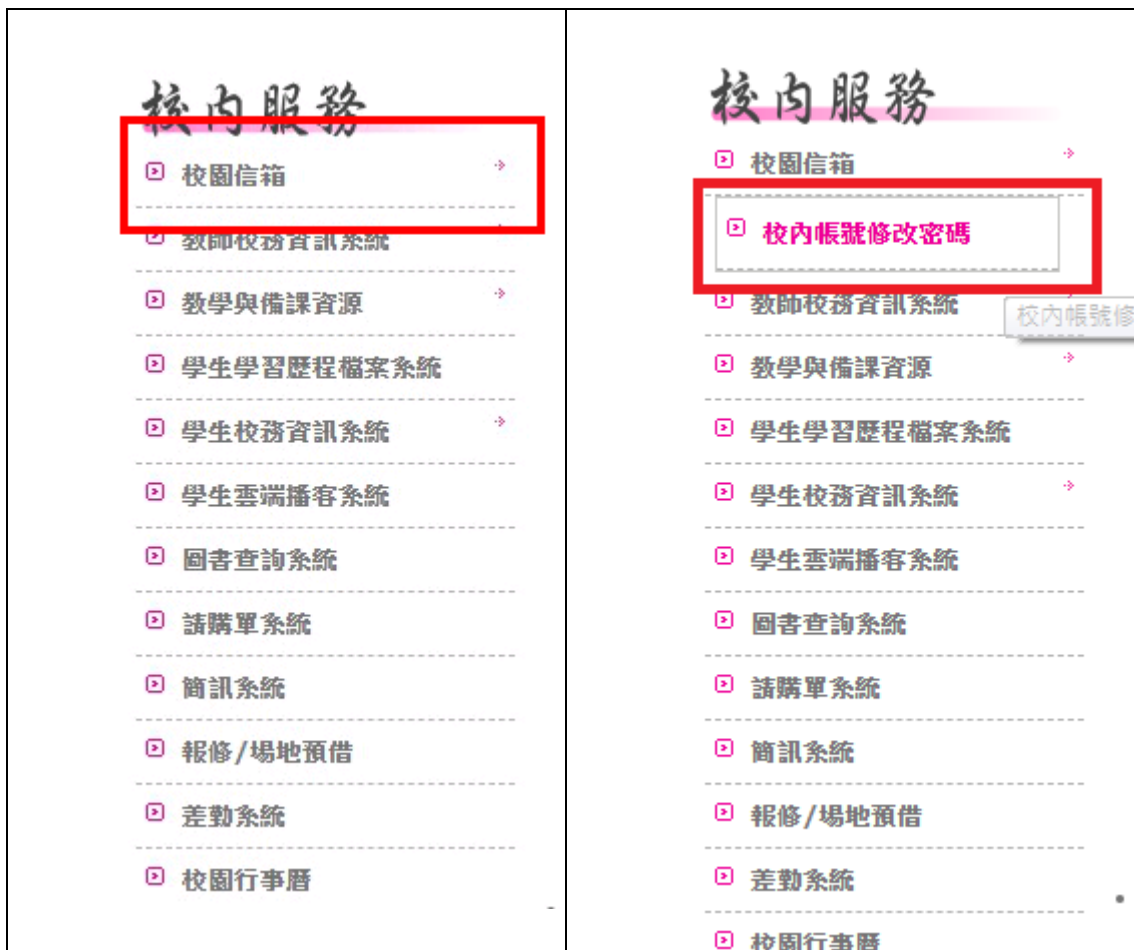 校內服務
校園信箱
教師校務資訊系統
教學與備課資源
學生學習歷程檔案系統
學生校務資訊系統
學生雲端播客系統
圖書查詢系統
請購單系統
簡訊系統
報修/場地預借
差勤系統
校園行事曆
校內服務
校園信箱
校內帳號修改密碼
教師校務資訊系統
校內帳號修
教學與備課資源
學生學習歷程檔案系統
學生校務資訊系統
學生雲端播客系統
圖書查詢系統
請購單系統
簡訊系統
報修/場地預借
差勤系統
校園行事曆